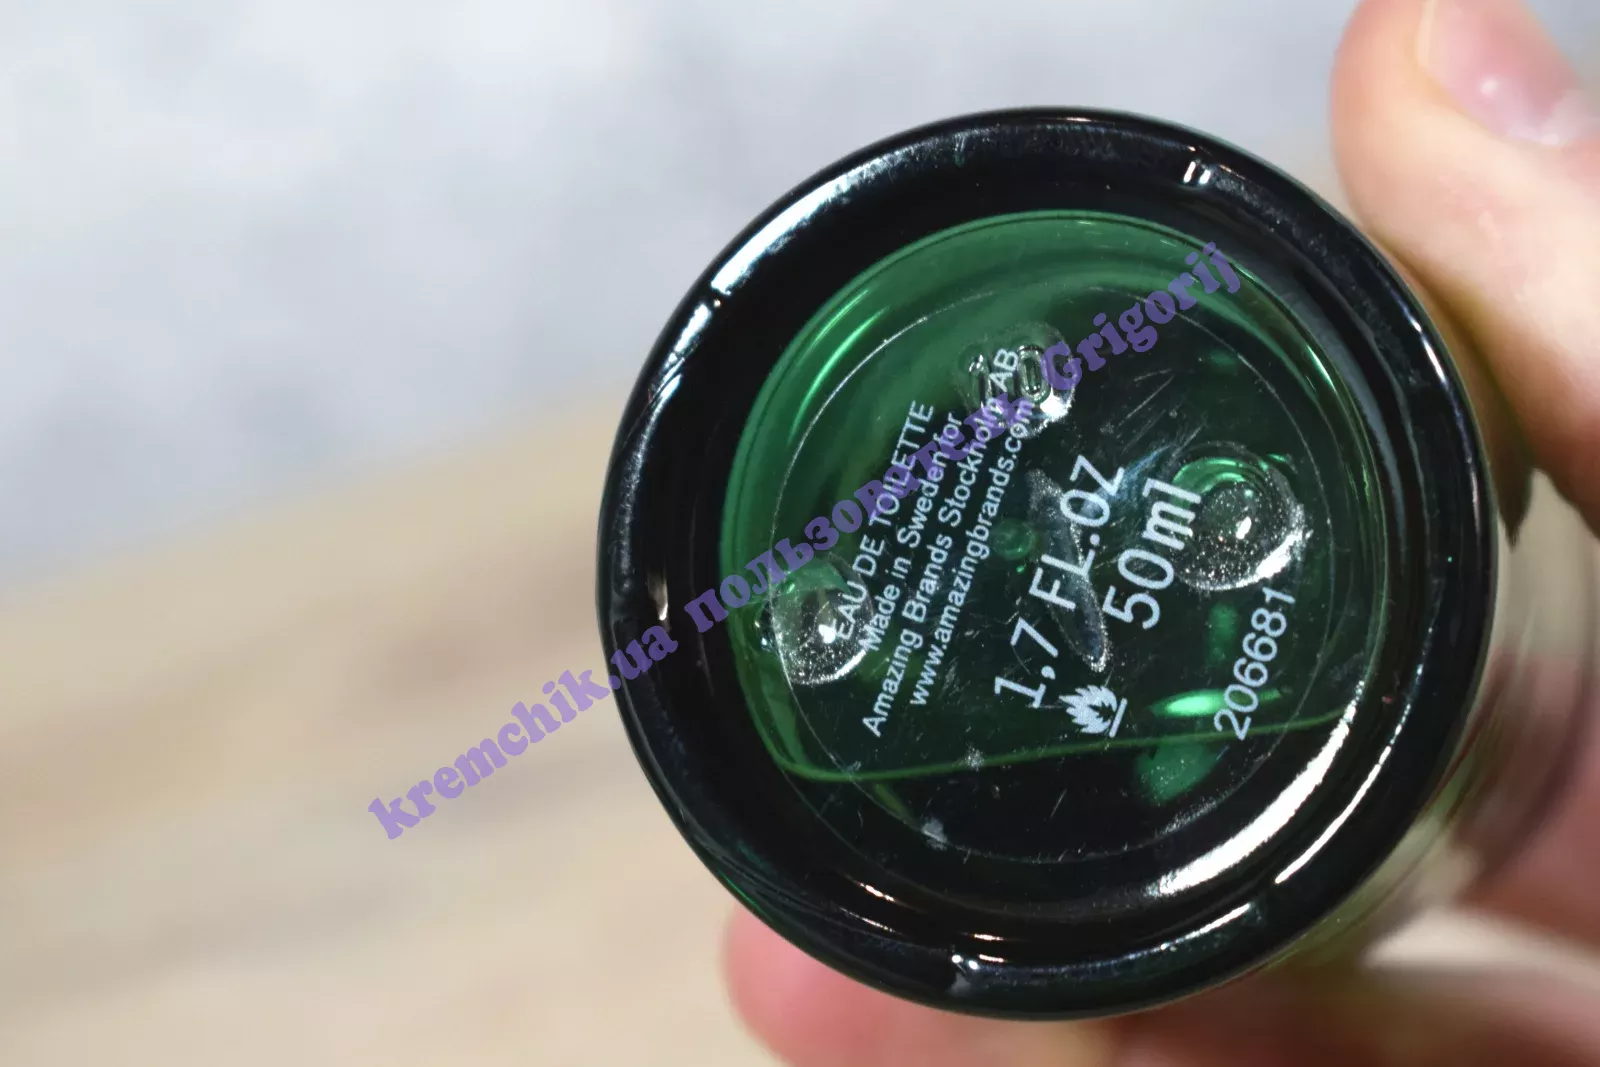 EAU DE TOILETTE
Made in Sweden for
Amazing Brands Stockholm AB
www.amazingbrands.com
1,7 FL.OZ
50ml
206681
kremchik.ua пользователь Grigorij